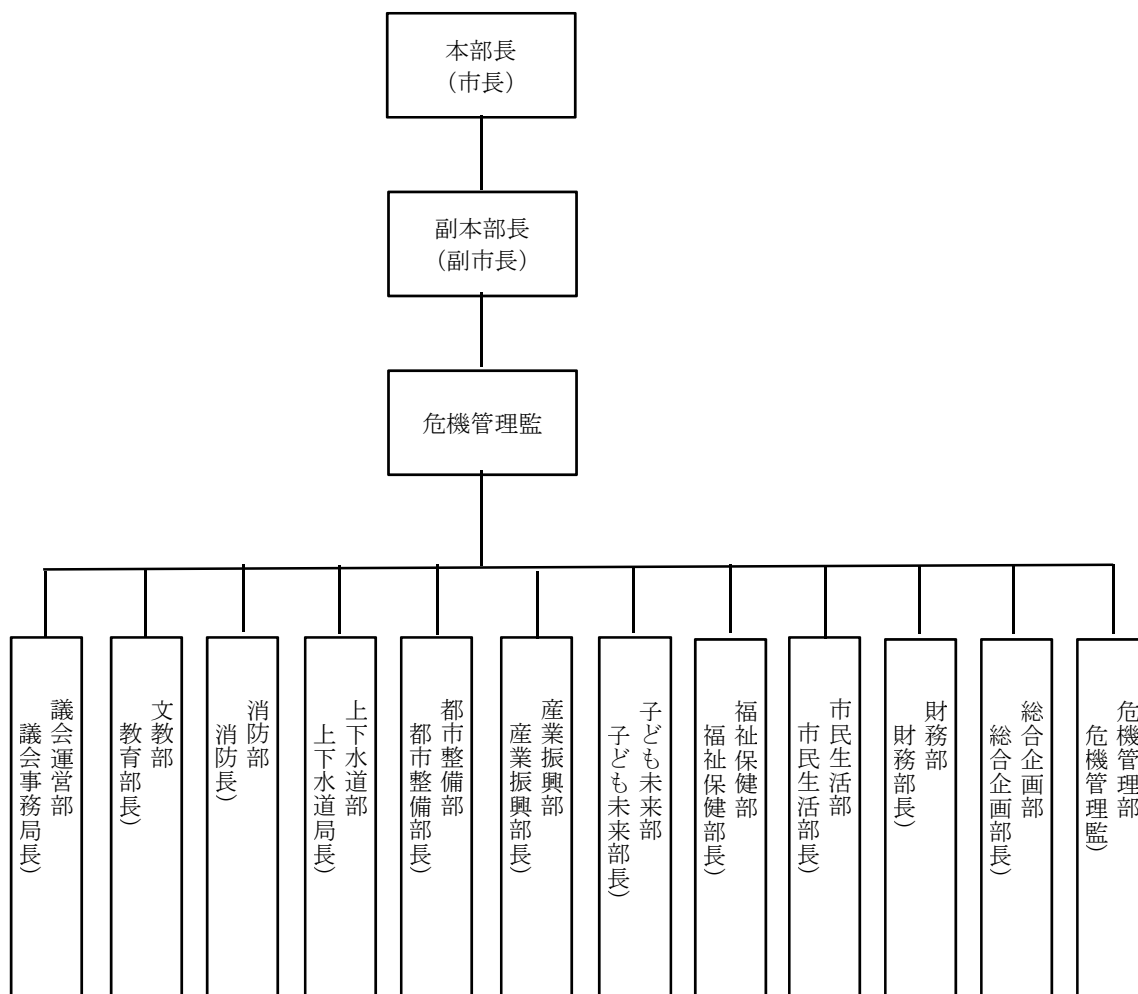 本部長
（市長）
副本部長
（副市長）
危機管理監
危機管理部
危機管理監）
総合企画部
総合企画部長）
財務部
財務部長）
市民生活部
市民生活部長）
福祉保健部
福祉保健部長）
子ども未来部
子ども未来部長）
産業振興部
産業振興部長）
都市整備部
都市整備部長）
上下水道部
上下水道局長）
消防部
消防長）
文教部
教育部長）
議会運営部
議会事務局長）